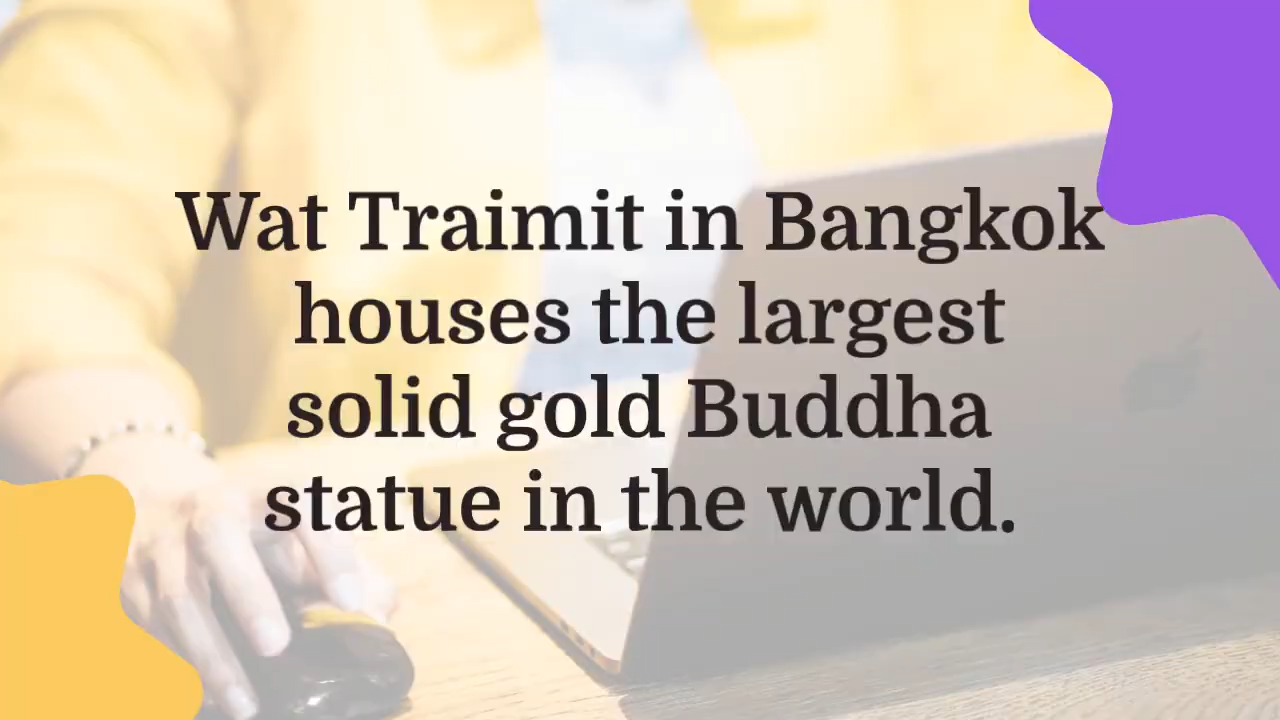 Wat Traimit in Bangkok
houses the largest
solid gold Buddha
statue in the world.